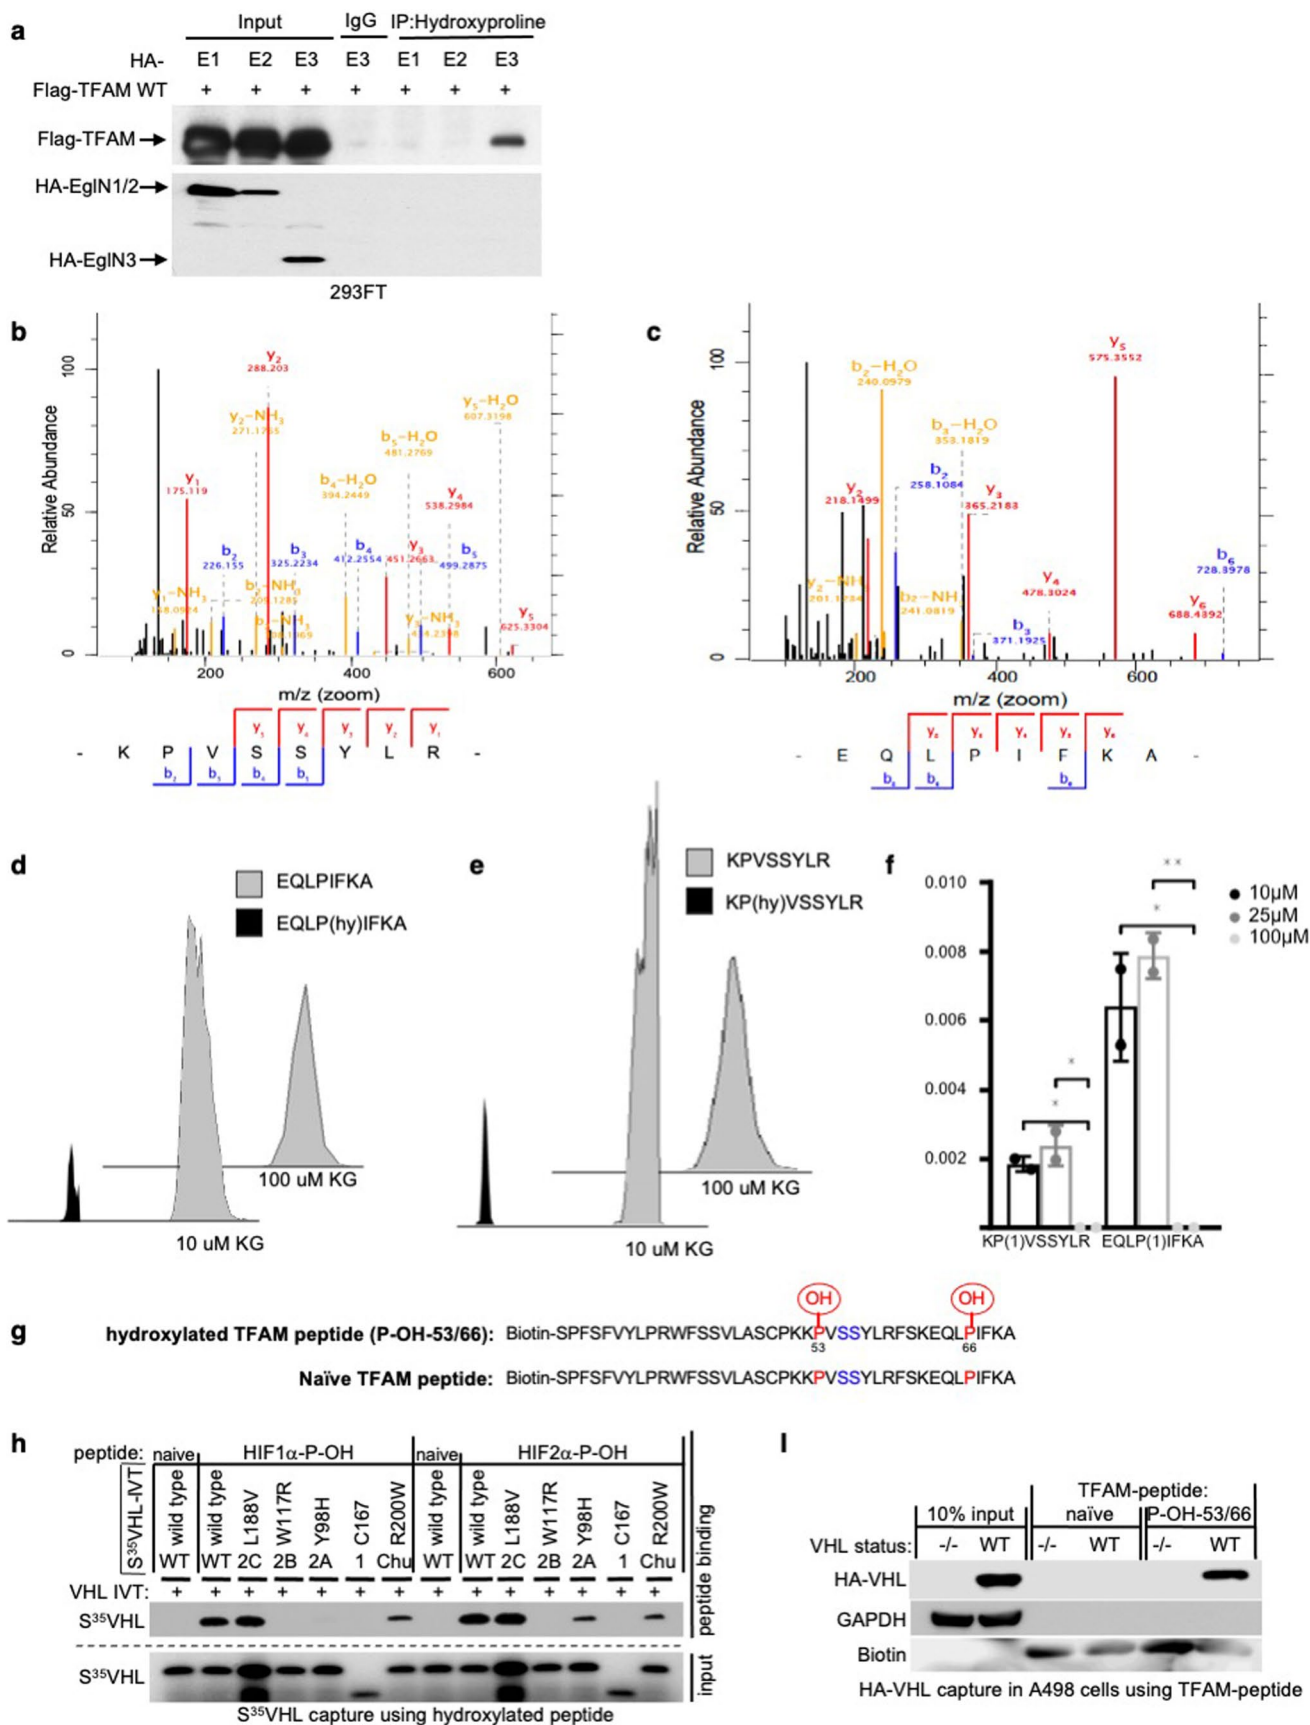 a
Input IgG IP:Hydroxyproline
HA- E1 E2 E3 E3 E1 E2 E3
Flag-TFAM WT + + + + + + +
Flag-TFAM
HA-EglN1/2
HA-EglN3
293FT
b
Relative Abundance
100
50
0
y₂
288.203
y₂-NH₃
y₁
175.119
b₂
226.155
b₃
325.2234
b₄-H₂O
394.2449
b₄
412.2554
b₅-H₂O
481.2769
y₃
451.2663
y₄
538.2984
b₅
499.2875
y₅-H₂O
607.3198
y₅
625.3304
200 400 600
m/z (zoom)
y₅ y₄ y₃ y₂ y₁
- K P V S S Y L R -
b₂ b₃ b₄ b₅
c
Relative Abundance
100
50
0
b₂-H₂O
240.0979
b₃-H₂O
353.1819
b₂
258.1084
y₂
218.1499
y₃
365.2183
241.0819
b₃
371.1925
y₄
478.3024
y₅
575.3552
y₆
688.4392
b₆
728.3978
200 400 600
m/z (zoom)
- E Q L P I F K A -
d
EQLPIFKA
EQLP(hy)IFKA
100 uM KG
10 uM KG
e
KPVSSYLR
KP(hy)VSSYLR
100 uM KG
10 uM KG
f
0.010
0.008
0.006
0.004
0.002
* *
*
*
*
10µM
25µM
100µM
KP(1)VSSYLR EQLP(1)IFKA
g
OH OH
hydroxylated TFAM peptide (P-OH-53/66): Biotin-SPFSFVYLPRWFSSVLASCPKKPVSSYLRFSKEQLPIFKA
53 66
Naïve TFAM peptide: Biotin-SPFSFVYLPRWFSSVLASCPKKPVSSYLRFSKEQLPIFKA
h
peptide: naive HIF1α-P-OH naive HIF2α-P-OH
S³⁵VHL-IVT
wild type wild type L188V W117R Y98H C167 R200W wild type wild type L188V W117R Y98H C167 R200W
WT WT 2C 2B 2A 1 Chu WT WT 2C 2B 2A 1 Chu
VHL IVT: + + + + + + + + + + + + + +
S³⁵VHL
peptide binding
S³⁵VHL
input
S³⁵VHL capture using hydroxylated peptide
I
TFAM-peptide:
10% input naïve P-OH-53/66
VHL status: -/- WT -/- WT -/- WT
HA-VHL
GAPDH
Biotin
HA-VHL capture in A498 cells using TFAM-peptide